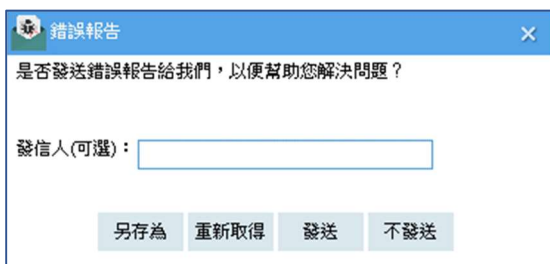 錯誤報告
是否發送錯誤報告給我們，以便幫助您解決問題？
發信人(可選)：
另存為 重新取得 發送 不發送